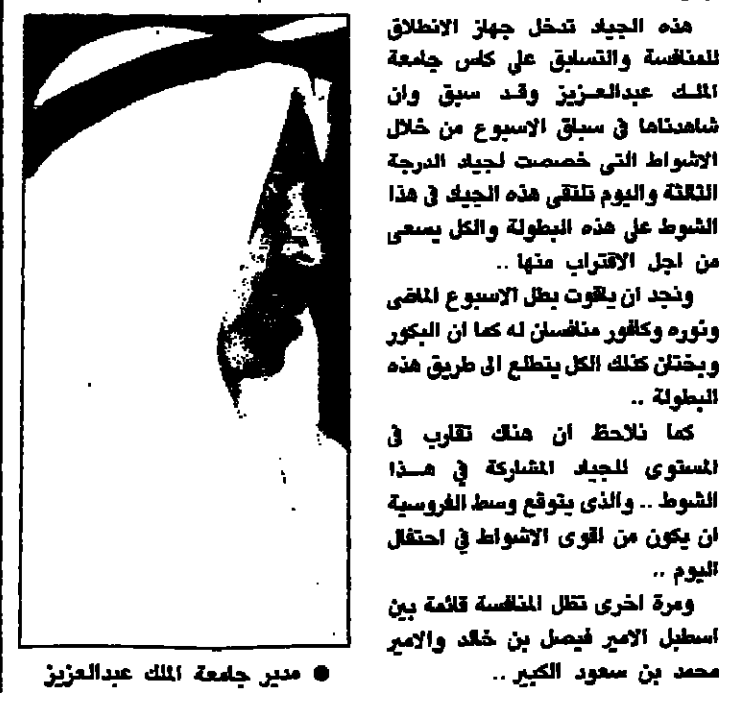 هذه الجياد تدخل جهاز الانطلاق
للمنافسة والتسابق على كاس جامعة
الملك عبدالعزيز وقد سبق وان
شاهدناها في سباق الاسبوع من خلال
الاشواط التى خصصت لجياد الدرجة
الثالثة واليوم تلتقى هذه الجياد في هذا
الشوط على هذه البطولة والكل يسعى
من اجل الاقتراب منها ..
ونجد ان ياقوت بطل الاسبوع الماضى
ونوره وكافور منافسان له كما ان البكور
وبختان كذلك الكل يتطلع الى طريق هذه
البطولة ..
كما نلاحظ ان هناك تقارب في
المستوى للجياد المشاركة في هذا
الشوط .. والذى يتوقع وسط الفروسية
ان يكون من اقوى الاشواط في احتفال
اليوم ..
ومرة اخرى تظل المنافسة قائمة بين
اسطبل الامير فيصل بن خالد والامير
محمد بن سعود الكبير ..
● مدير جامعة الملك عبدالعزيز